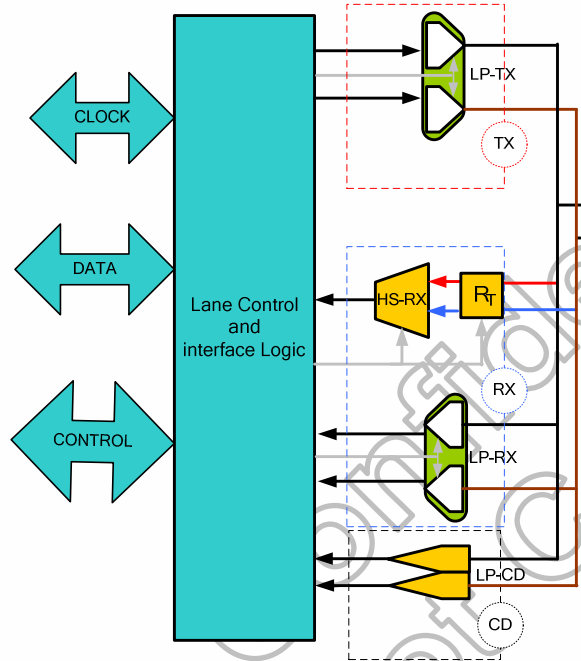 LP-TX
CLOCK
TX
DATA
HS-RX
RT
Lane Control
and
interface Logic
RX
CONTROL
LP-RX
LP-CD
CD